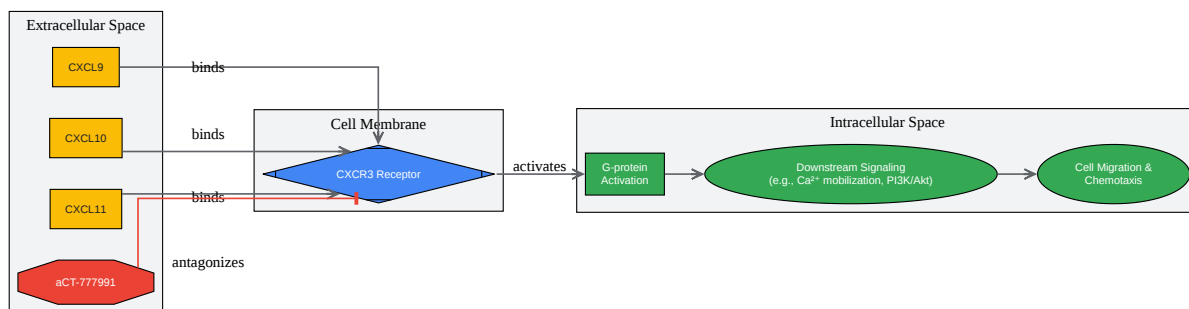 Extracellular Space
CXCL9
binds
CXCL10
binds
CXCL11
binds
aCT-777991
antagonizes
Cell Membrane
CXCR3 Receptor
activates
Intracellular Space
G-protein
Activation
Downstream Signaling
(e.g., Ca²⁺ mobilization, PI3K/Akt)
Cell Migration &
Chemotaxis